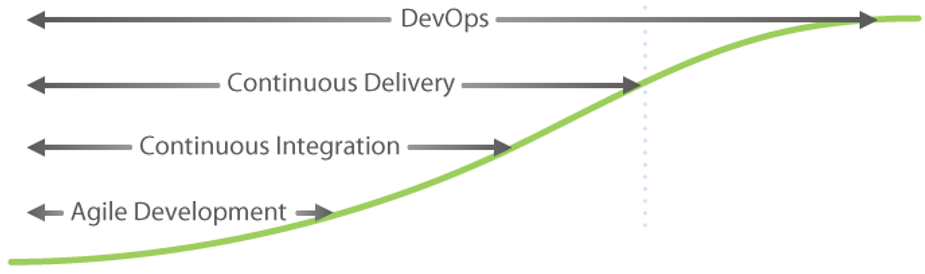 DevOps
Continuous Delivery
Continuous Integration
Agile Development